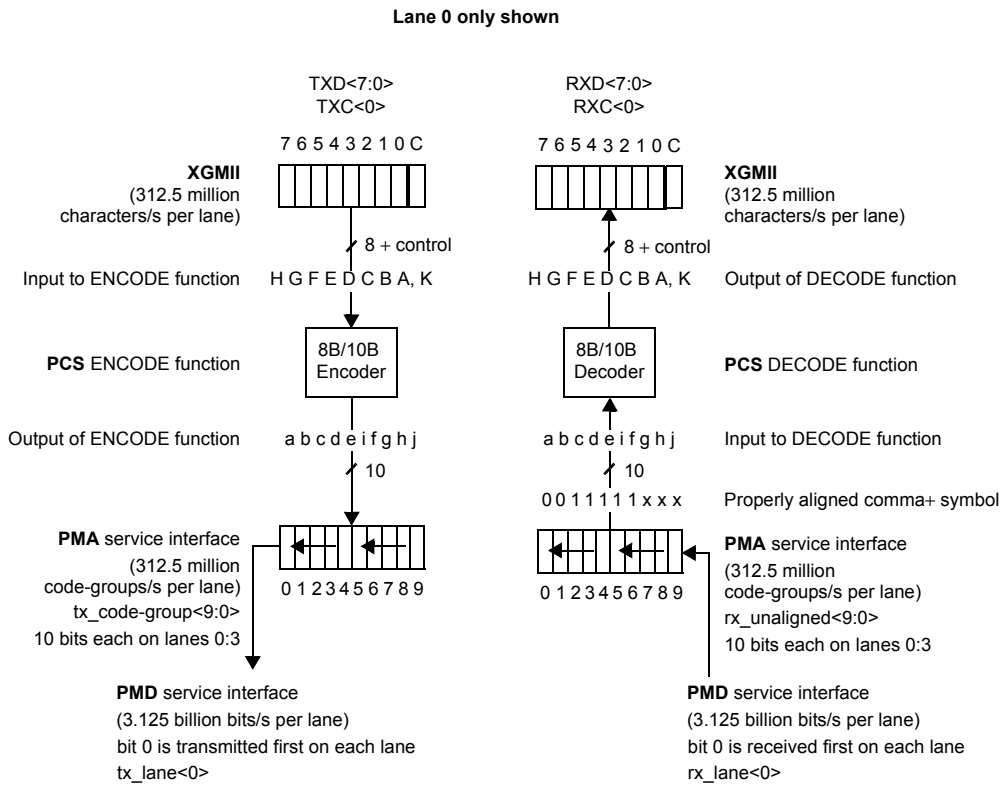 Lane 0 only shown
TXD<7:0>
TXC<0>
7 6 5 4 3 2 1 0 C
XGMII
(312.5 million
characters/s per lane)
8 + control
Input to ENCODE function
H G F E D C B A, K
PCS ENCODE function
8B/10B
Encoder
Output of ENCODE function
a b c d e i f g h j
10
PMA service interface
(312.5 million
code-groups/s per lane)
tx_code-group<9:0>
10 bits each on lanes 0:3
0 1 2 3 4 5 6 7 8 9
PMD service interface
(3.125 billion bits/s per lane)
bit 0 is transmitted first on each lane
tx_lane<0>
RXD<7:0>
RXC<0>
7 6 5 4 3 2 1 0 C
XGMII
(312.5 million
characters/s per lane)
8 + control
H G F E D C B A, K
Output of DECODE function
8B/10B
Decoder
PCS DECODE function
a b c d e i f g h j
Input to DECODE function
10
0 0 1 1 1 1 1 x x x
Properly aligned comma+ symbol
PMA service interface
(312.5 million
code-groups/s per lane)
rx_unaligned<9:0>
10 bits each on lanes 0:3
0 1 2 3 4 5 6 7 8 9
PMD service interface
(3.125 billion bits/s per lane)
bit 0 is received first on each lane
rx_lane<0>